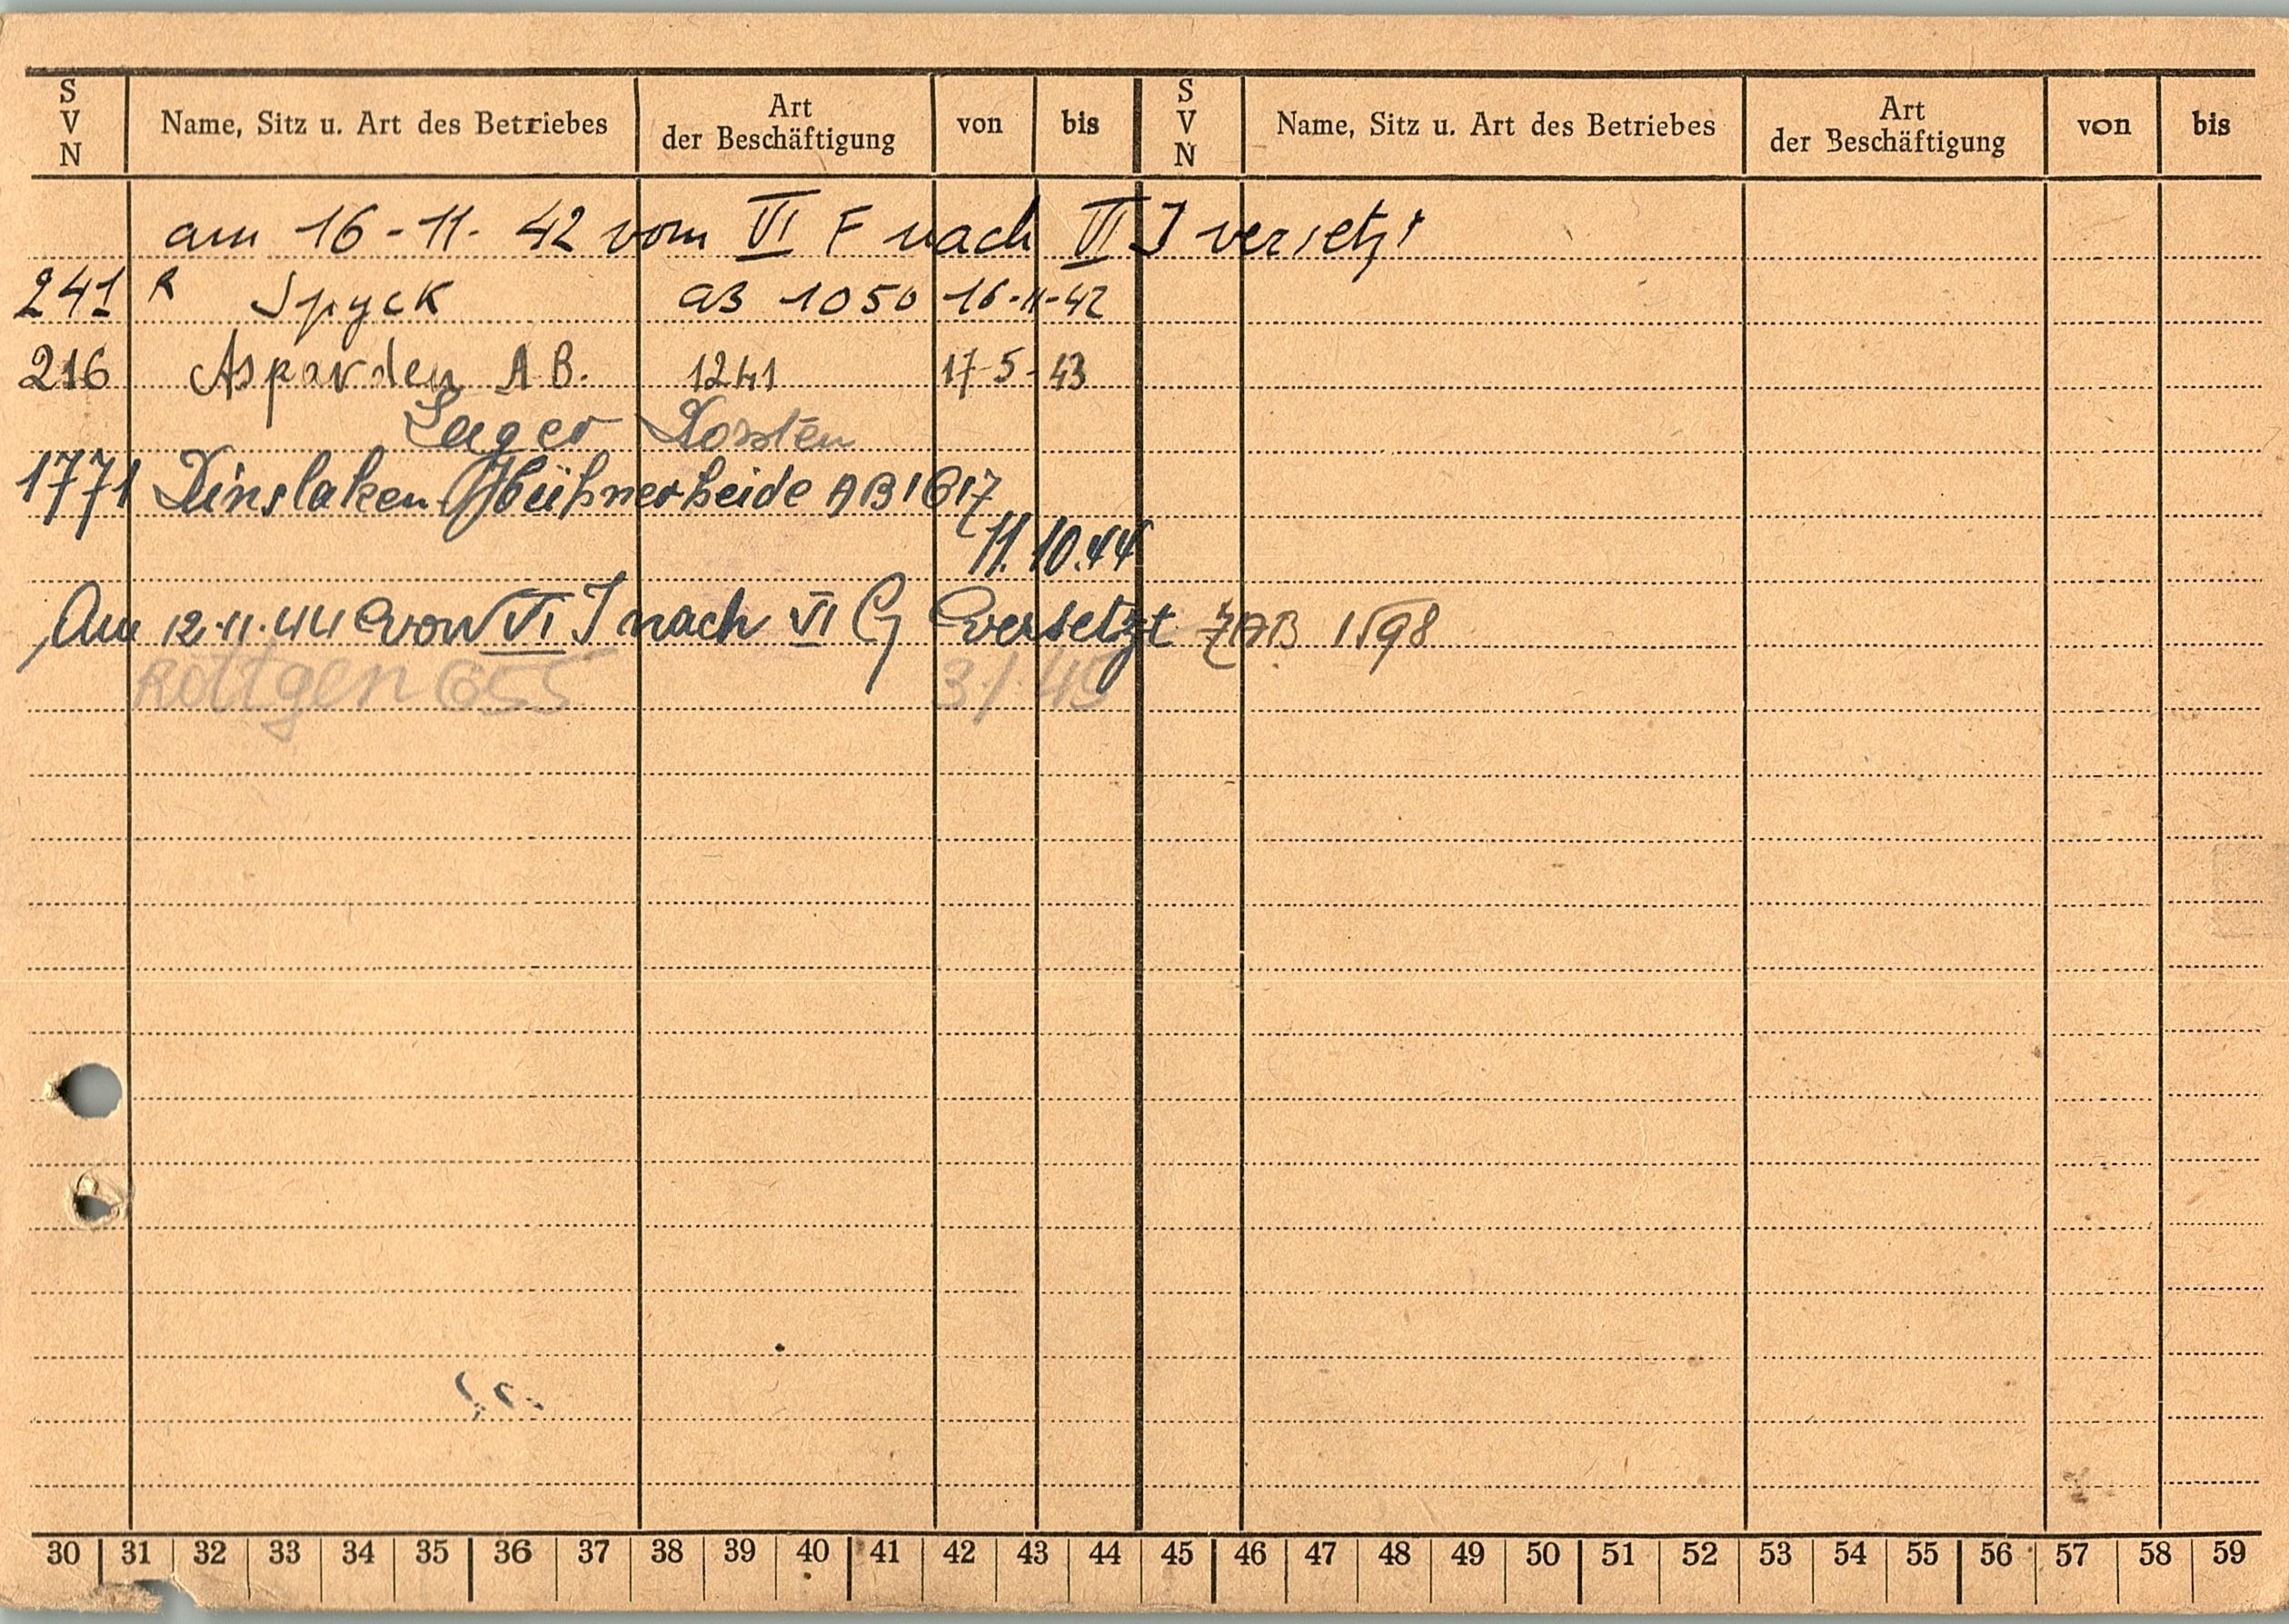 S V N Name, Sitz u. Art des Betriebes Art der Beschäftigung von bis S V N Name, Sitz u. Art des Betriebes Art der Beschäftigung von bis
am 16-11-42 vom VI F nach VI J versetzt
241 R Spyck aB 1050 16-11-42
216 Asparden AB. 1241 17-5-43
Lager Dorsten
1771 Dinslaken Hühnerheide AB 1617
11.10.44
Am 12.11.44 von VI J nach VI G versetzt ZAB 1598
Röttgen 655 3/1.45
30 31 32 33 34 35 36 37 38 39 40 41 42 43 44 45 46 47 48 49 50 51 52 53 54 55 56 57 58 59